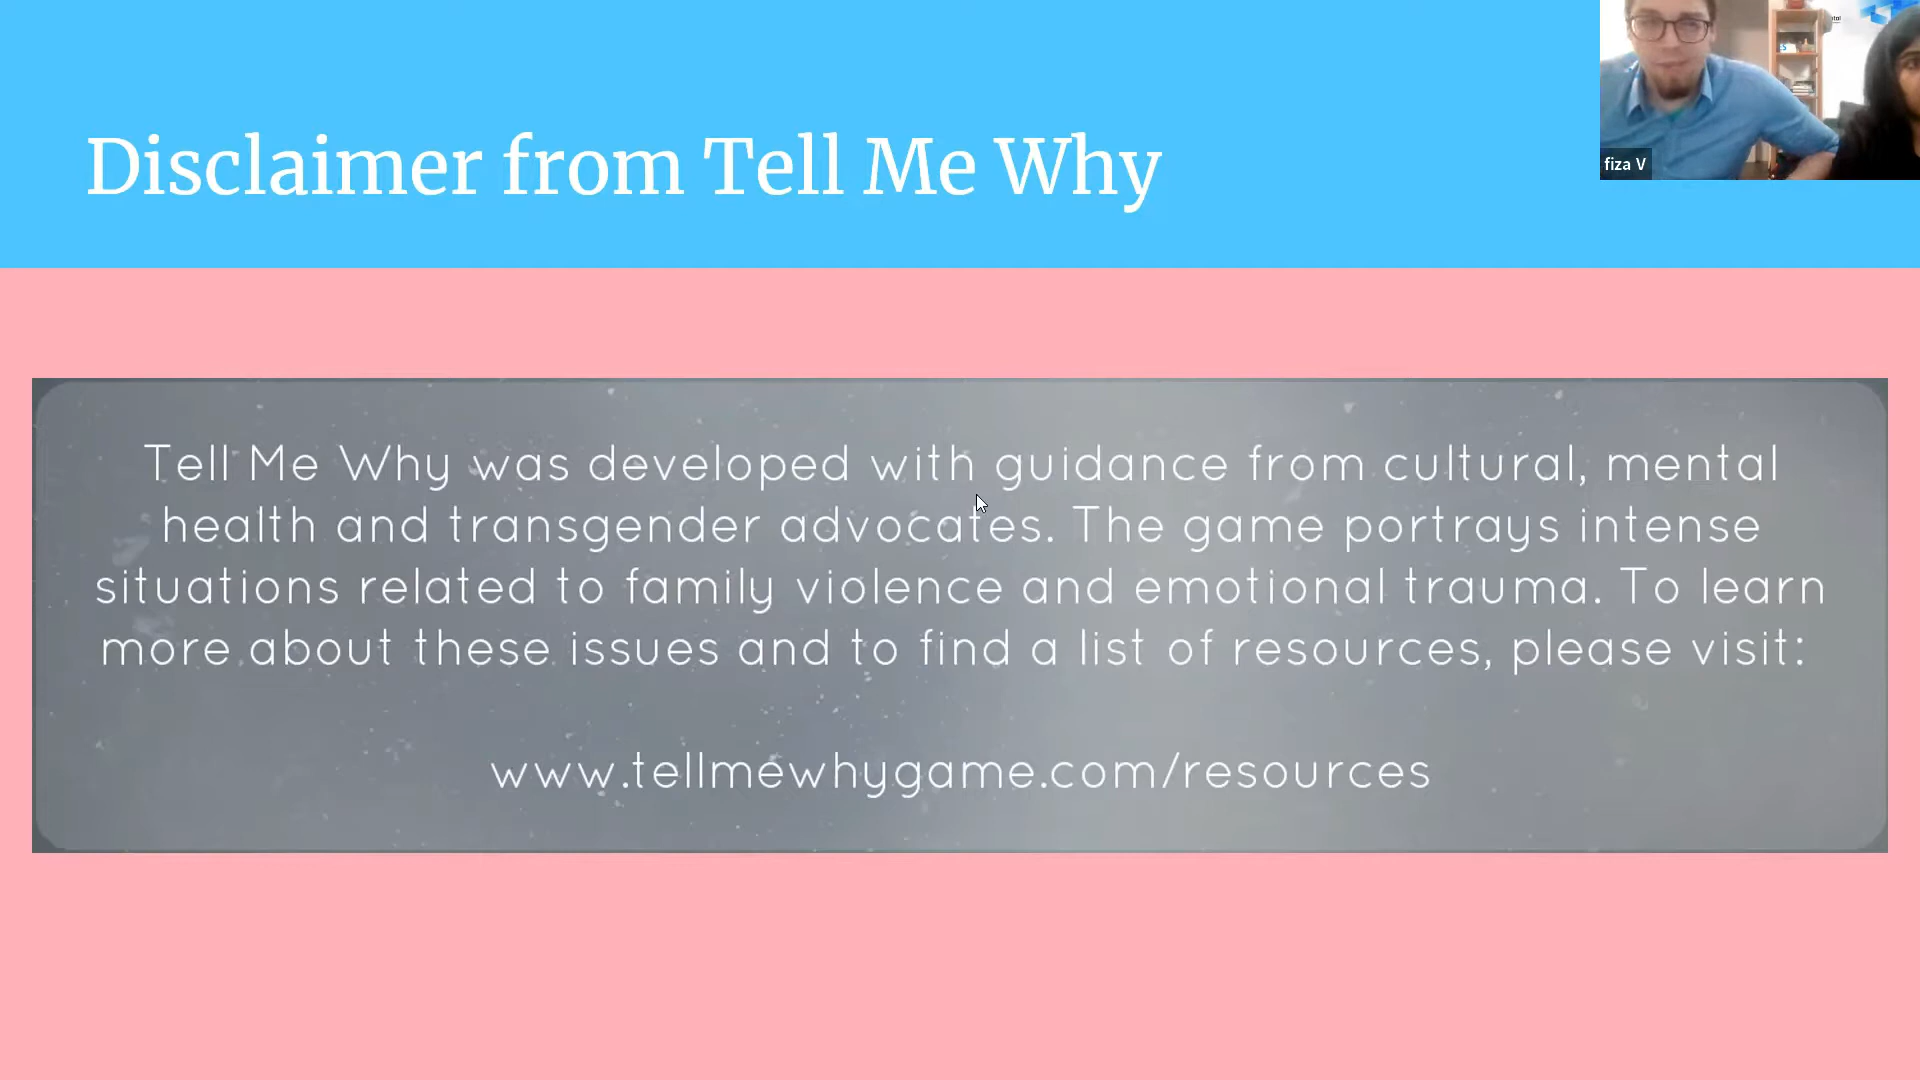 Disclaimer from Tell Me Why
fiza V
Tell Me Why was developed with guidance from cultural, mental
health and transgender advocates. The game portrays intense
situations related to family violence and emotional trauma. To learn
more about these issues and to find a list of resources, please visit:
www.tellmewhygame.com/resources